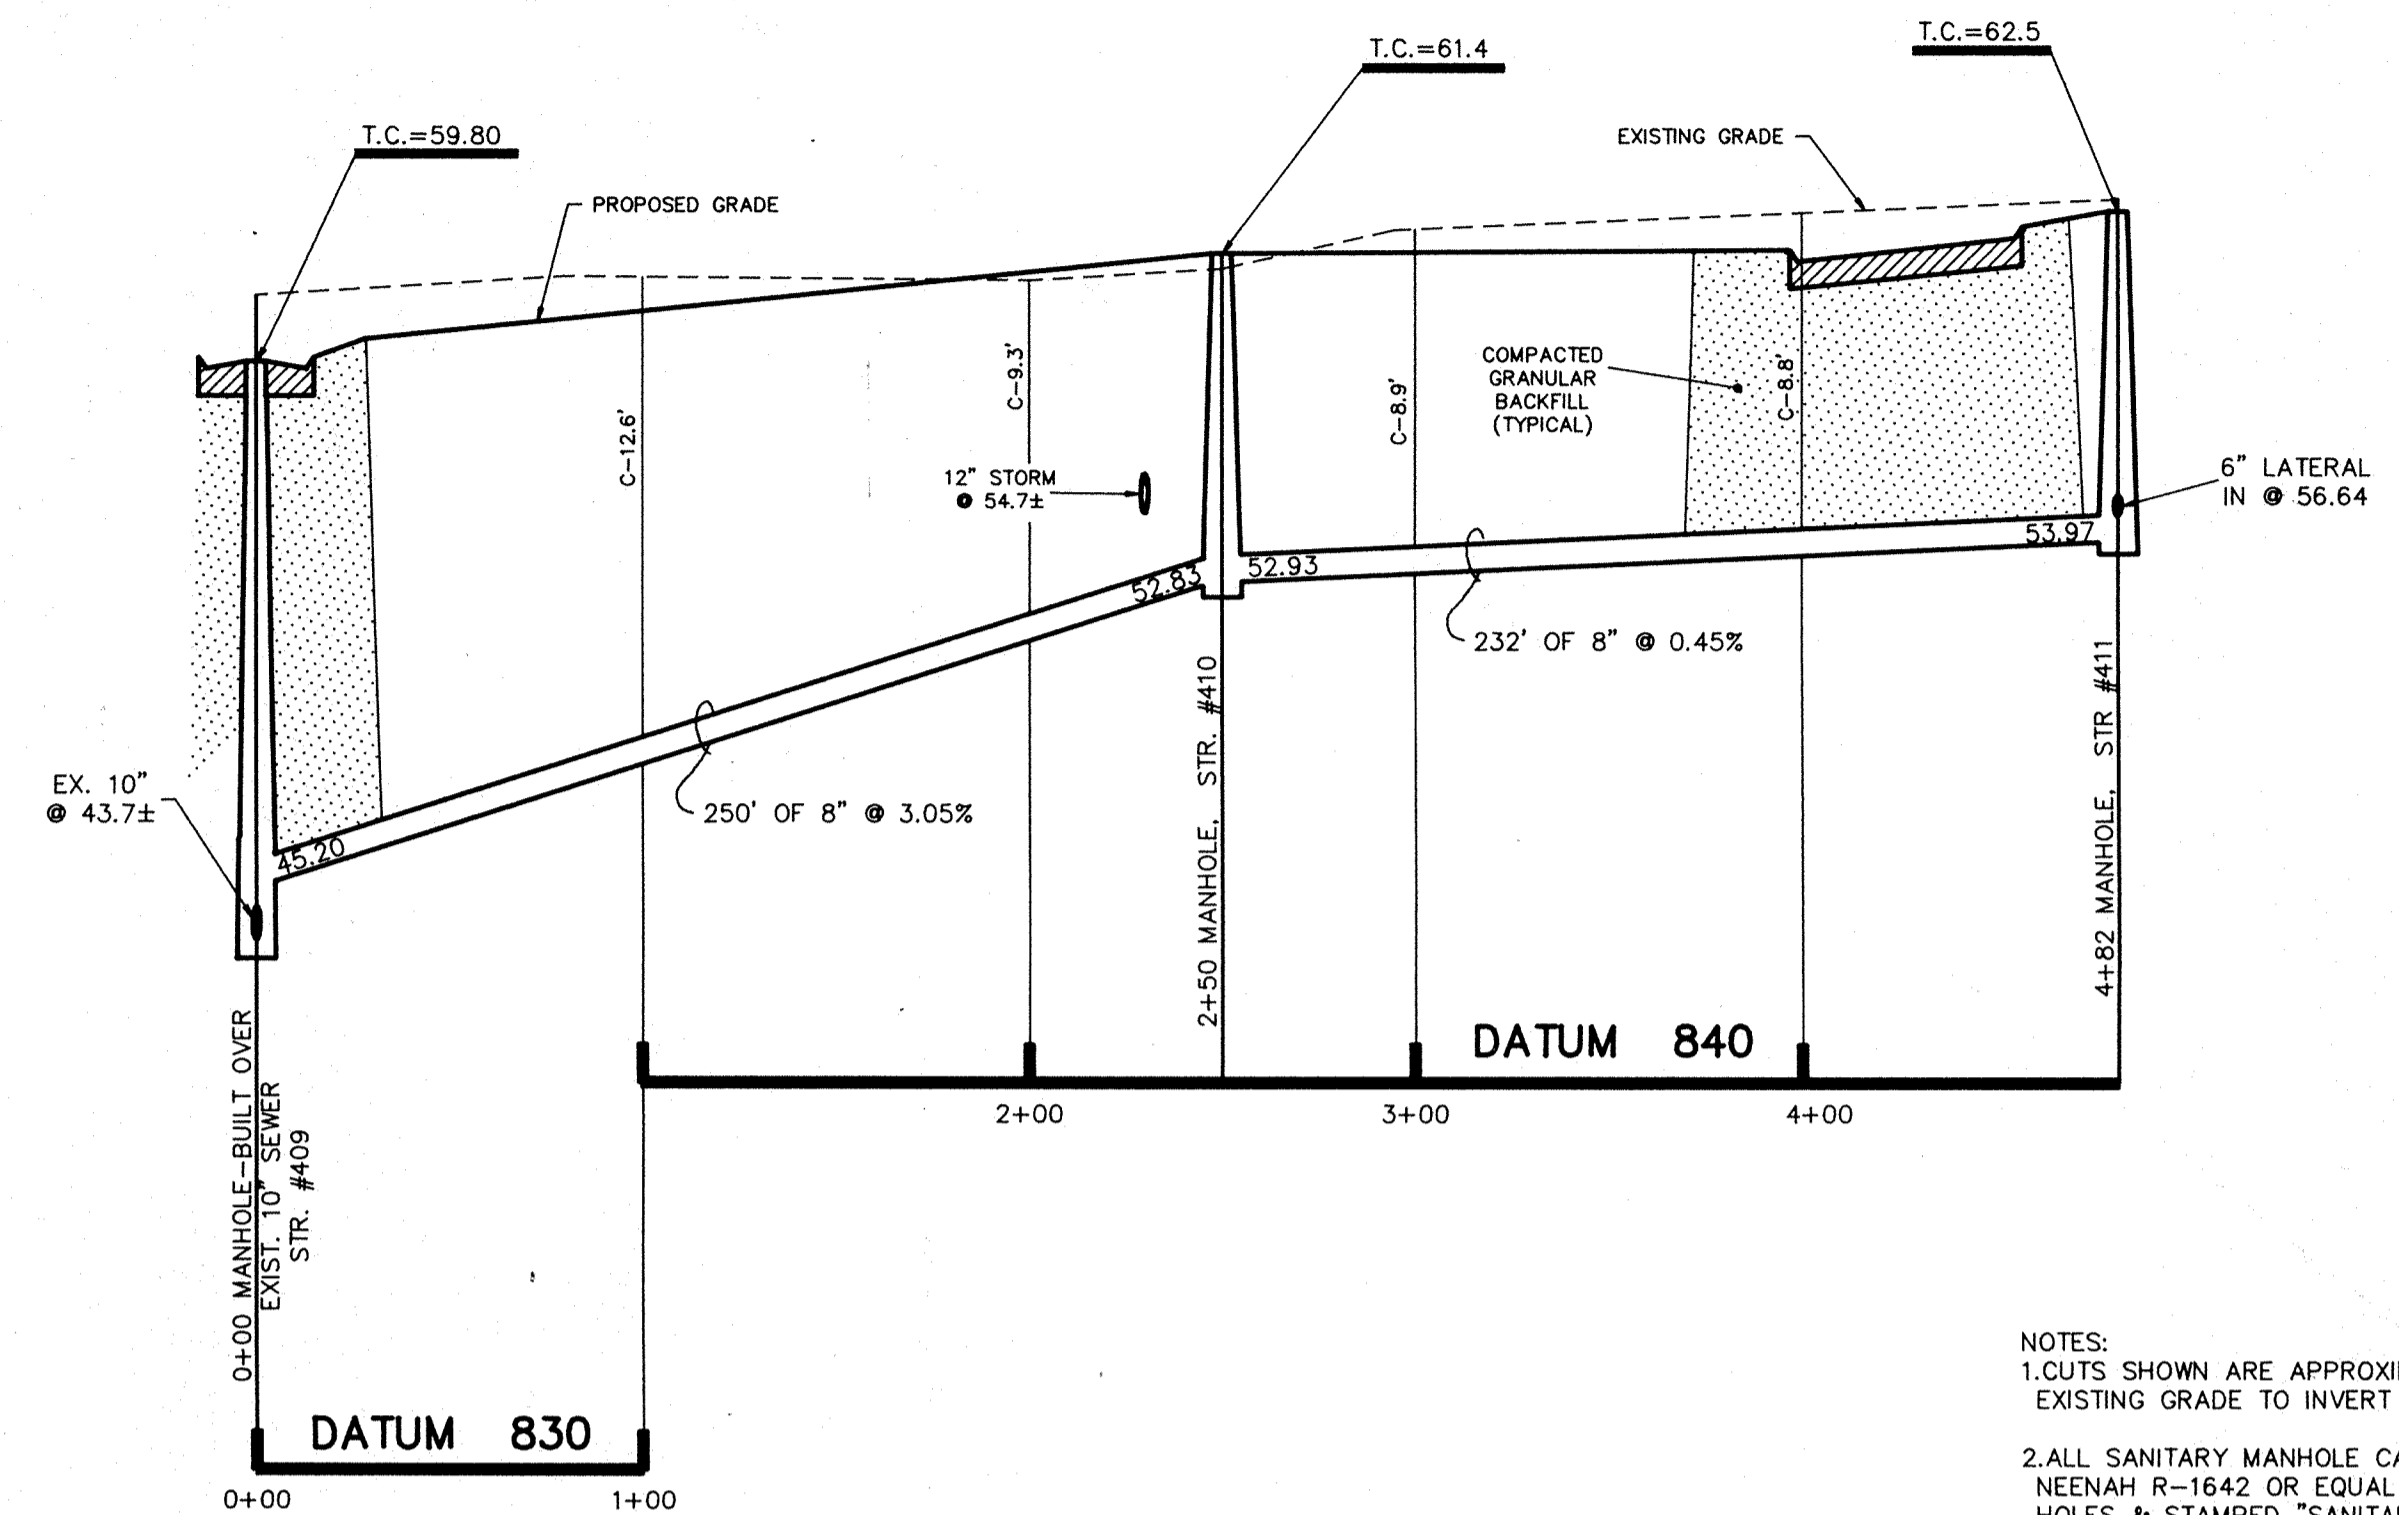 T.C.=62.5
T.C.=61.4
T.C.=59.80
EXISTING GRADE
PROPOSED GRADE
COMPACTED
GRANULAR
BACKFILL
(TYPICAL)
C-12.6'
C-9.3'
C-8.9'
C-8.8'
12" STORM
@ 54.7±
6" LATERAL
IN @ 56.64
53.97
52.83
52.93
232' OF 8" @ 0.45%
EX. 10"
@ 43.7±
250' OF 8" @ 3.05%
45.20
2+50 MANHOLE, STR. #410
4+82 MANHOLE, STR #411
0+00 MANHOLE-BUILT OVER
EXIST. 10" SEWER
STR. #409
DATUM 840
2+00
3+00
4+00
DATUM 830
0+00
1+00
NOTES:
1.CUTS SHOWN ARE APPROXI
EXISTING GRADE TO INVERT
2.ALL SANITARY MANHOLE CA
NEENAH R-1642 OR EQUAL
HOLES & STAMPED "SANITA